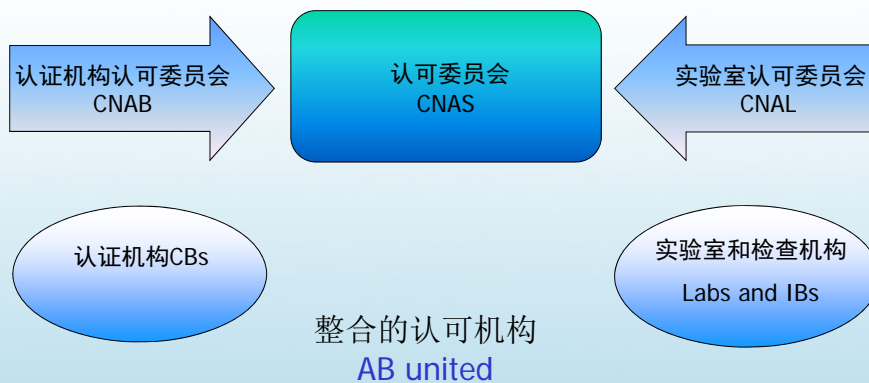 认证机构认可委员会
CNAB
认可委员会
CNAS
实验室认可委员会
CNAL
认证机构CBs
实验室和检查机构
Labs and IBs
整合的认可机构
AB united